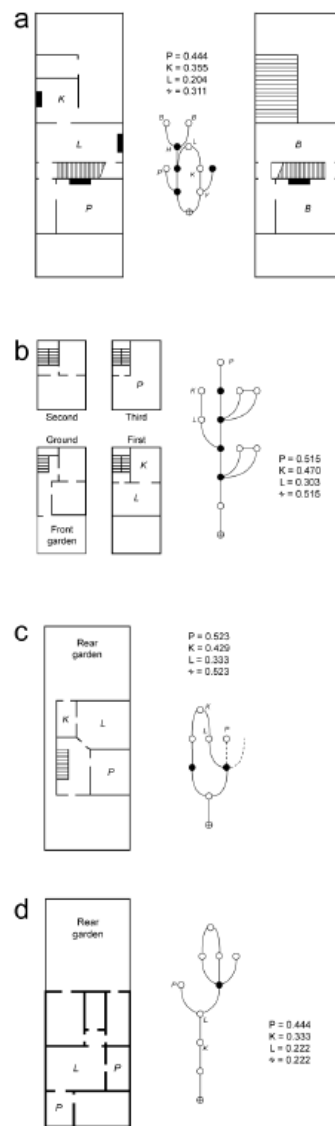 a
P = 0.444
K = 0.355
L = 0.204
= 0.311
K
L
P
B
B
H
L
P
K
B
B
b
Second
Third
P
Ground
First
Front
garden
K
L
P
K
L
P = 0.515
K = 0.470
L = 0.303
= 0.515
c
Rear
garden
K
L
P
P = 0.523
K = 0.429
L = 0.333
= 0.523
K
L
P
d
Rear
garden
L
P
P
P
L
K
P = 0.444
K = 0.333
L = 0.222
= 0.222